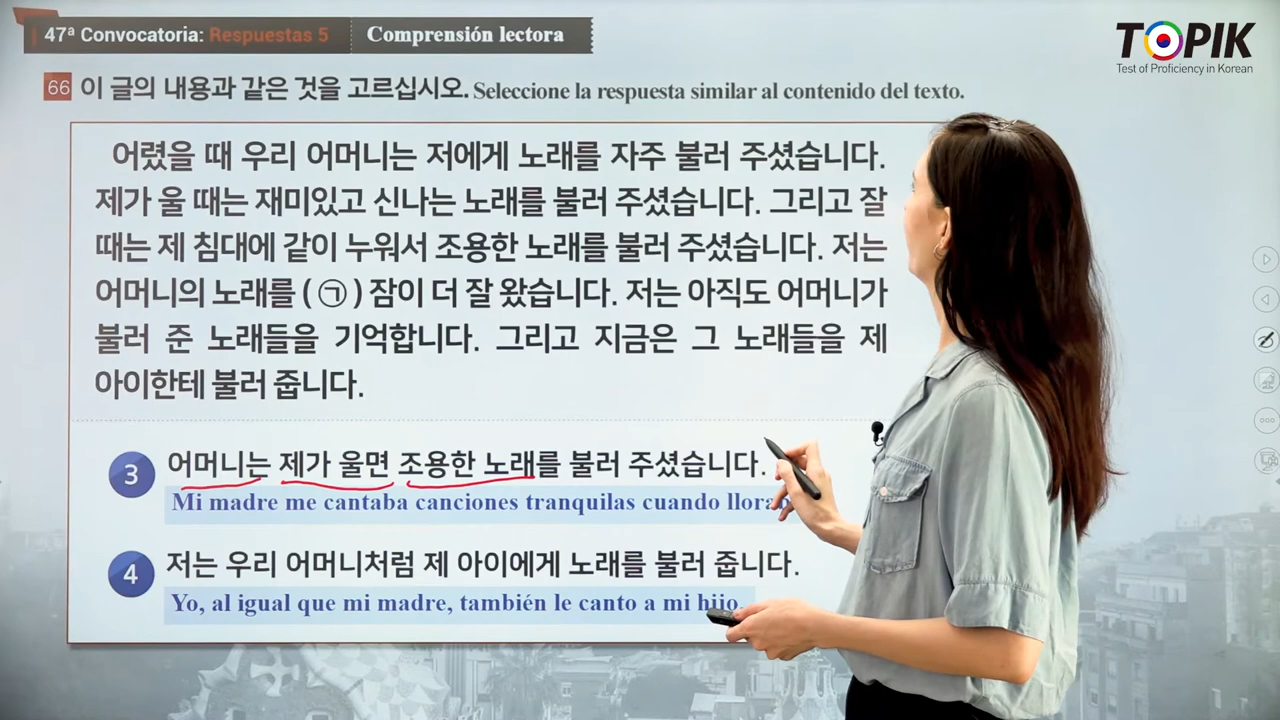 47ª Convocatoria: Respuestas 5 Comprensión lectora
TOPIK
Test of Proficiency in Korean
66 이 글의 내용과 같은 것을 고르십시오. Seleccione la respuesta similar al contenido del texto.
어렸을 때 우리 어머니는 저에게 노래를 자주 불러 주셨습니다.
제가 울 때는 재미있고 신나는 노래를 불러 주셨습니다. 그리고 잘
때는 제 침대에 같이 누워서 조용한 노래를 불러 주셨습니다. 저는
어머니의 노래를 ( ㉠ ) 잠이 더 잘 왔습니다. 저는 아직도 어머니가
불러 준 노래들을 기억합니다. 그리고 지금은 그 노래들을 제
아이한테 불러 줍니다.
3 어머니는 제가 울면 조용한 노래를 불러 주셨습니다.
Mi madre me cantaba canciones tranquilas cuando
4 저는 우리 어머니처럼 제 아이에게 노래를 불러 줍니다.
Yo, al igual que mi madre, también le canto a mi hijo.